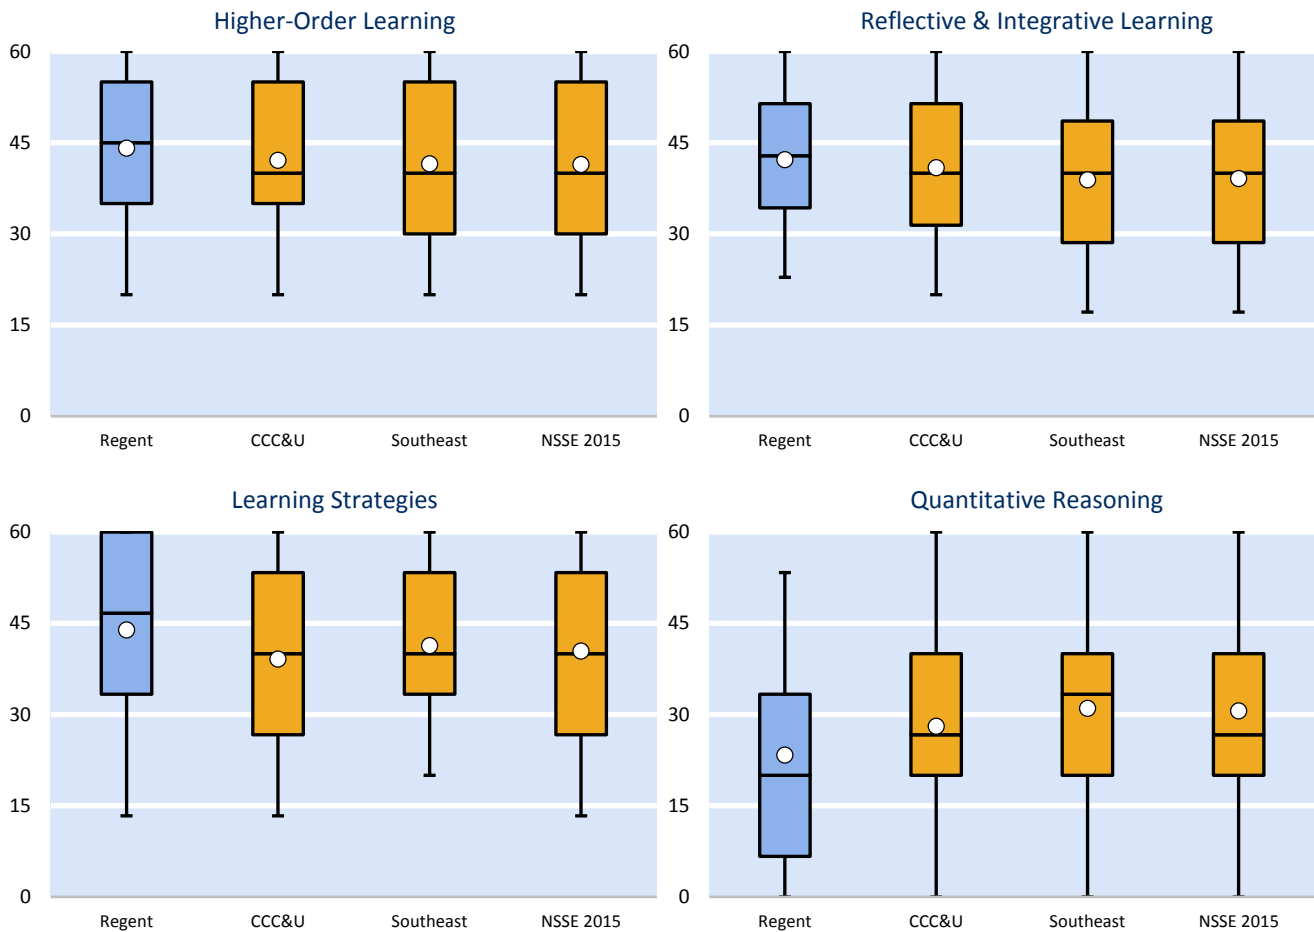 Higher-Order Learning
60
45
30
15
0
Regent CCC&U Southeast NSSE 2015
Reflective & Integrative Learning
60
45
30
15
0
Regent CCC&U Southeast NSSE 2015
Learning Strategies
60
45
30
15
0
Regent CCC&U Southeast NSSE 2015
Quantitative Reasoning
60
45
30
15
0
Regent CCC&U Southeast NSSE 2015